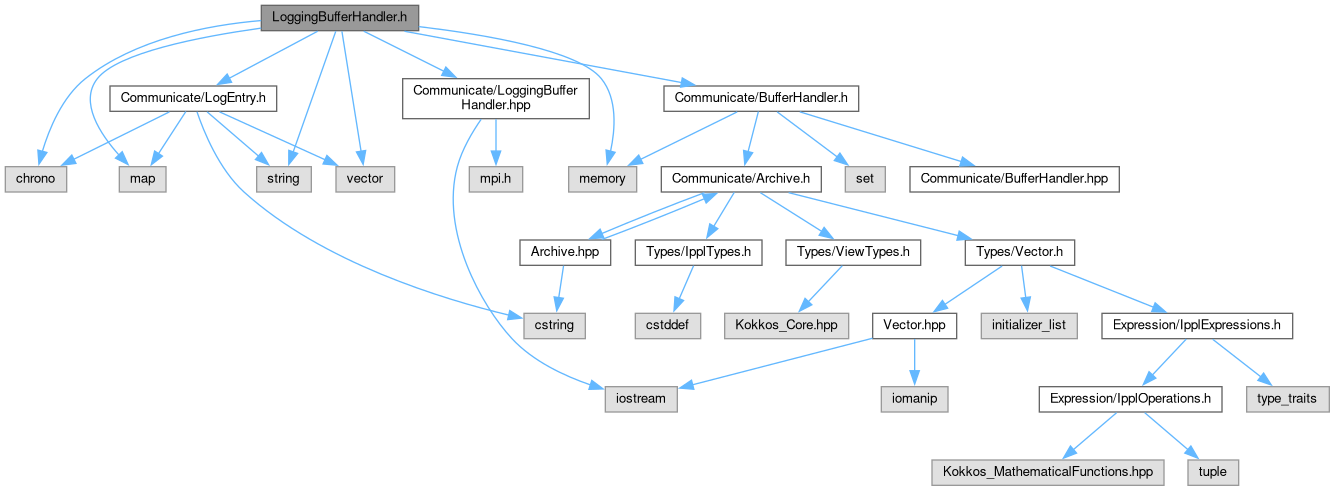 LoggingBufferHandler.h
Communicate/LogEntry.h
Communicate/LoggingBuffer
Handler.hpp
Communicate/BufferHandler.h
chrono
map
string
vector
mpi.h
memory
Communicate/Archive.h
set
Communicate/BufferHandler.hpp
Archive.hpp
Types/IpplTypes.h
Types/ViewTypes.h
Types/Vector.h
cstring
cstddef
Kokkos_Core.hpp
Vector.hpp
initializer_list
Expression/IpplExpressions.h
iostream
iomanip
Expression/IpplOperations.h
type_traits
Kokkos_MathematicalFunctions.hpp
tuple